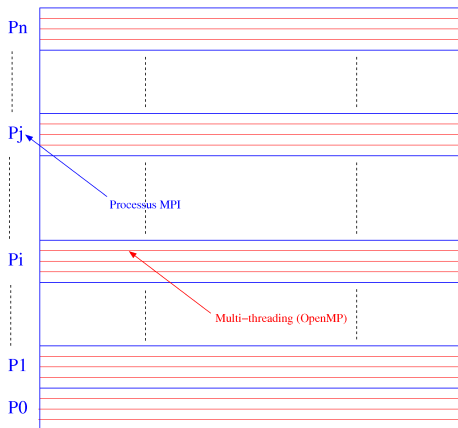 Pn
Pj
Processus MPI
Pi
Multi−threading (OpenMP)
P1
P0